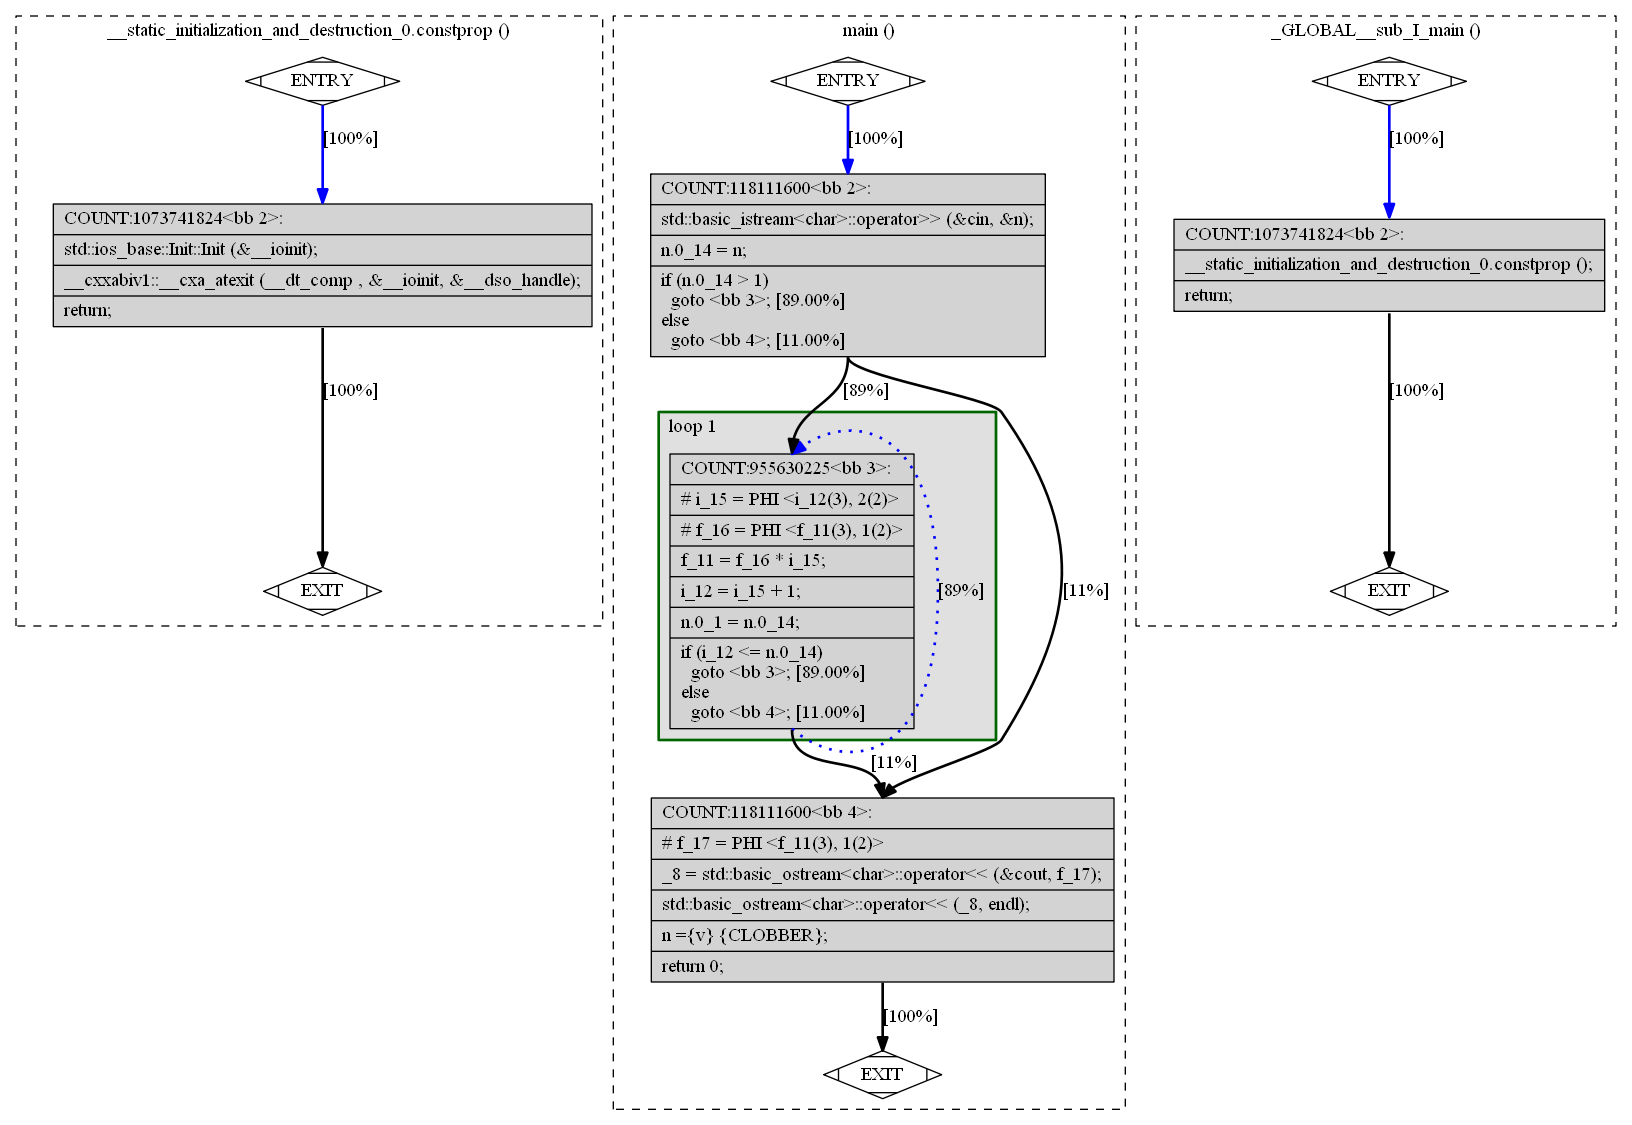 __static_initialization_and_destruction_0.constprop ()
ENTRY
[100%]
COUNT:1073741824<bb 2>:
std::ios_base::Init::Init (&__ioinit);
__cxxabiv1::__cxa_atexit (__dt_comp , &__ioinit, &__dso_handle);
return;
[100%]
EXIT
main ()
ENTRY
[100%]
COUNT:118111600<bb 2>:
std::basic_istream<char>::operator>> (&cin, &n);
n.0_14 = n;
if (n.0_14 > 1)
goto <bb 3>; [89.00%]
else
goto <bb 4>; [11.00%]
[89%]
loop 1
COUNT:955630225<bb 3>:
# i_15 = PHI <i_12(3), 2(2)>
# f_16 = PHI <f_11(3), 1(2)>
f_11 = f_16 * i_15;
i_12 = i_15 + 1;
n.0_1 = n.0_14;
if (i_12 <= n.0_14)
goto <bb 3>; [89.00%]
else
goto <bb 4>; [11.00%]
[89%]
[11%]
[11%]
COUNT:118111600<bb 4>:
# f_17 = PHI <f_11(3), 1(2)>
_8 = std::basic_ostream<char>::operator<< (&cout, f_17);
std::basic_ostream<char>::operator<< (_8, endl);
n ={v} {CLOBBER};
return 0;
[100%]
EXIT
_GLOBAL__sub_I_main ()
ENTRY
[100%]
COUNT:1073741824<bb 2>:
__static_initialization_and_destruction_0.constprop ();
return;
[100%]
EXIT